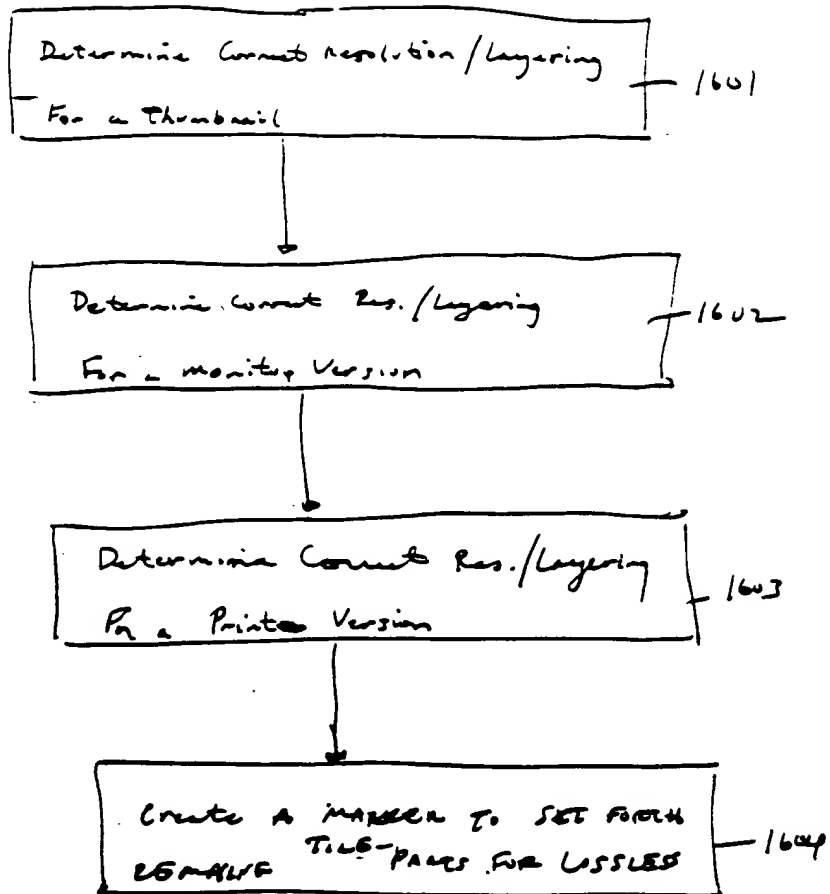 Determine Correct Resolution/Layering
1601
For a Thumbnail
Determine Correct Res./Layering
1602
For a Monitor Version
Determine Correct Res./Layering
1603
For a Printer Version
Create A MARKER TO SET FORTH
TILE-
1604
PARTS FOR LOSSLESS